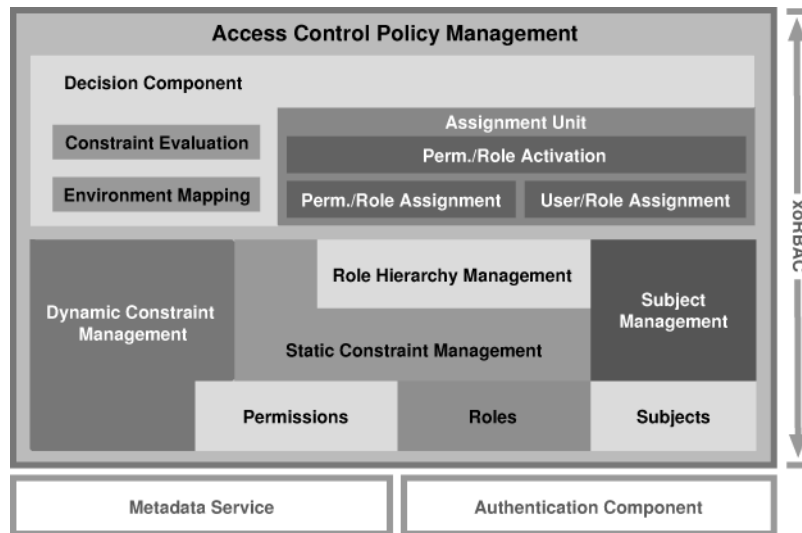 Access Control Policy Management
Decision Component
Constraint Evaluation
Environment Mapping
Assignment Unit
Perm./Role Activation
Perm./Role Assignment
User/Role Assignment
Dynamic Constraint
Management
Role Hierarchy Management
Static Constraint Management
Subject
Management
Permissions
Roles
Subjects
xoRBAC
Metadata Service
Authentication Component